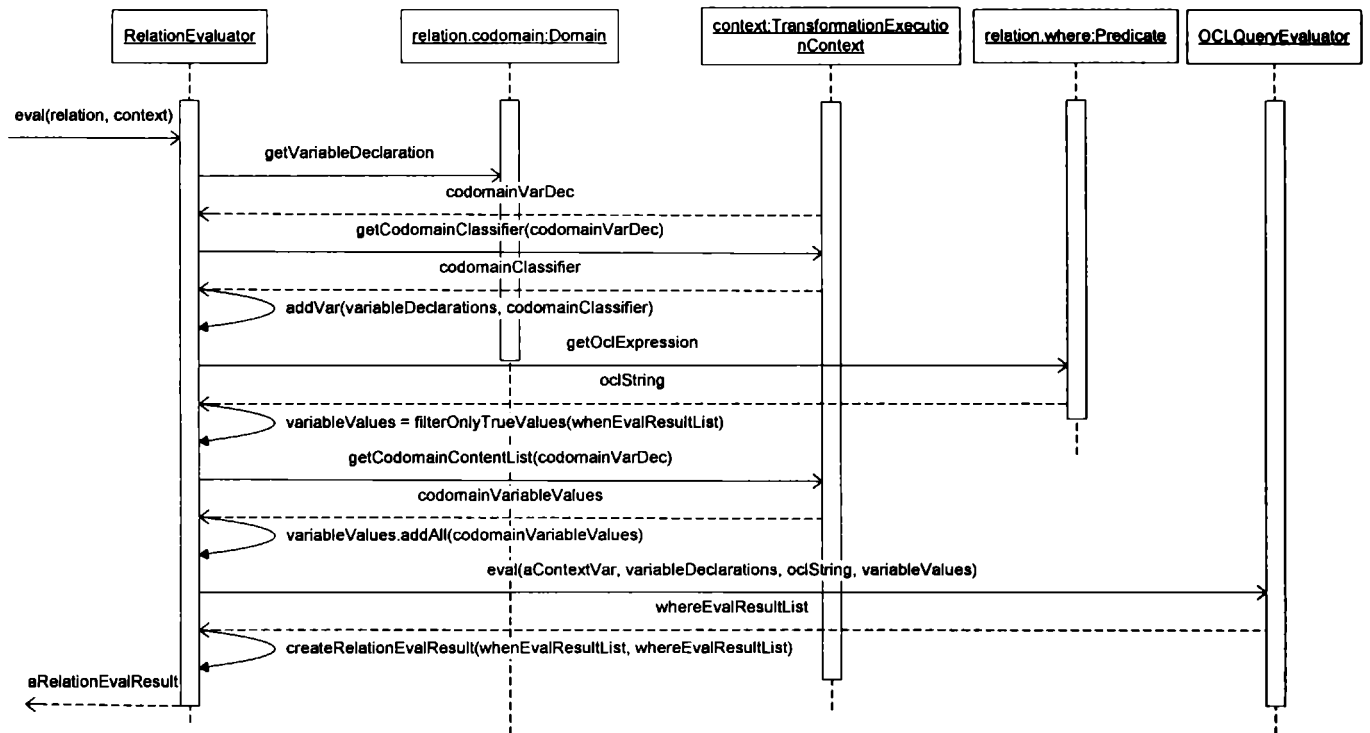 RelationEvaluator
relation.codomain:Domain
context:TransformationExecutio
nContext
relation.where:Predicate
OCLQueryEvaluator
eval(relation, context)
getVariableDeclaration
codomainVarDec
getCodomainClassifier(codomainVarDec)
codomainClassifier
addVar(variableDeclarations, codomainClassifier)
getOclExpression
oclString
variableValues = filterOnlyTrueValues(whenEvalResultList)
getCodomainContentList(codomainVarDec)
codomainVariableValues
variableValues.addAll(codomainVariableValues)
eval(aContextVar, variableDeclarations, oclString, variableValues)
whereEvalResultList
createRelationEvalResult(whenEvalResultList, whereEvalResultList)
aRelationEvalResult